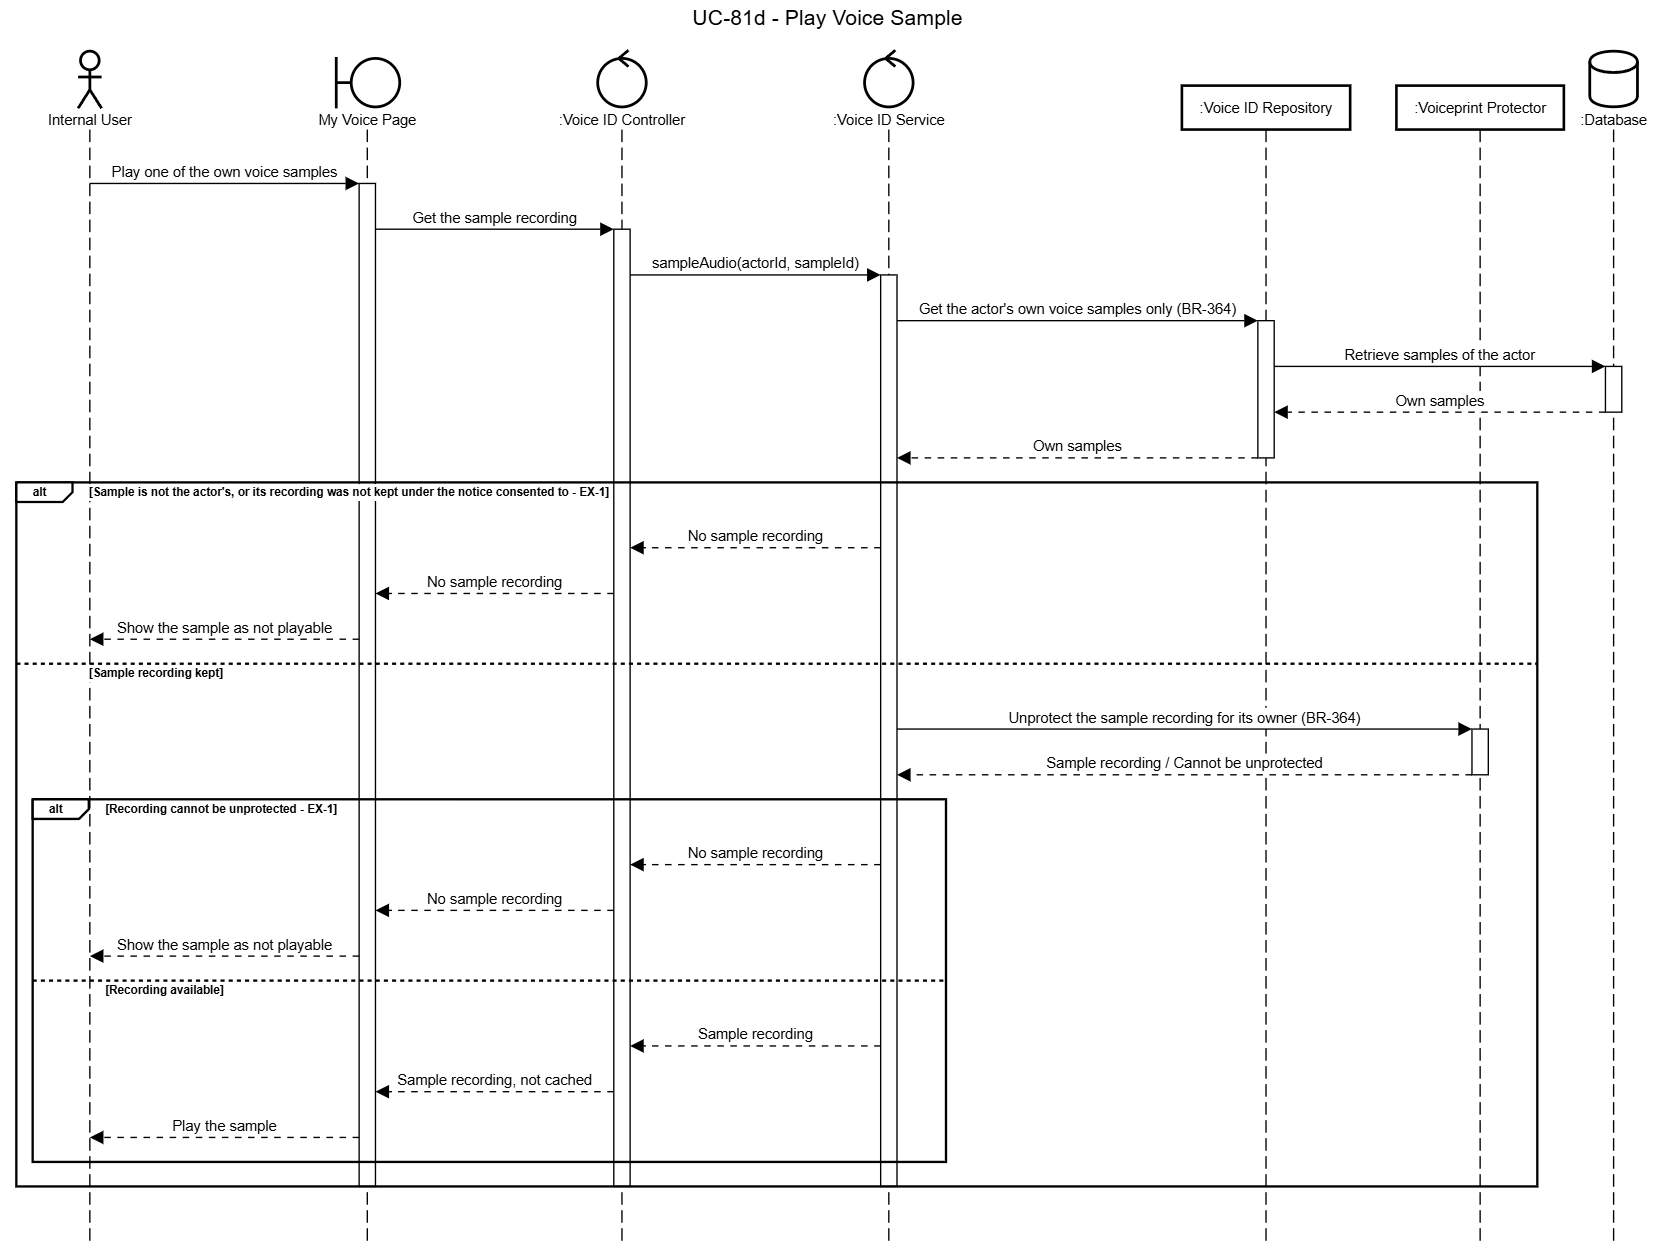 UC-81d - Play Voice Sample
Internal User
My Voice Page
:Voice ID Controller
:Voice ID Service
:Voice ID Repository
:Voiceprint Protector
:Database
Play one of the own voice samples
Get the sample recording
sampleAudio(actorId, sampleId)
Get the actor's own voice samples only (BR-364)
Retrieve samples of the actor
Own samples
Own samples
alt
[Sample is not the actor's, or its recording was not kept under the notice consented to - EX-1]
No sample recording
No sample recording
Show the sample as not playable
[Sample recording kept]
Unprotect the sample recording for its owner (BR-364)
Sample recording / Cannot be unprotected
alt
[Recording cannot be unprotected - EX-1]
No sample recording
No sample recording
Show the sample as not playable
[Recording available]
Sample recording
Sample recording, not cached
Play the sample